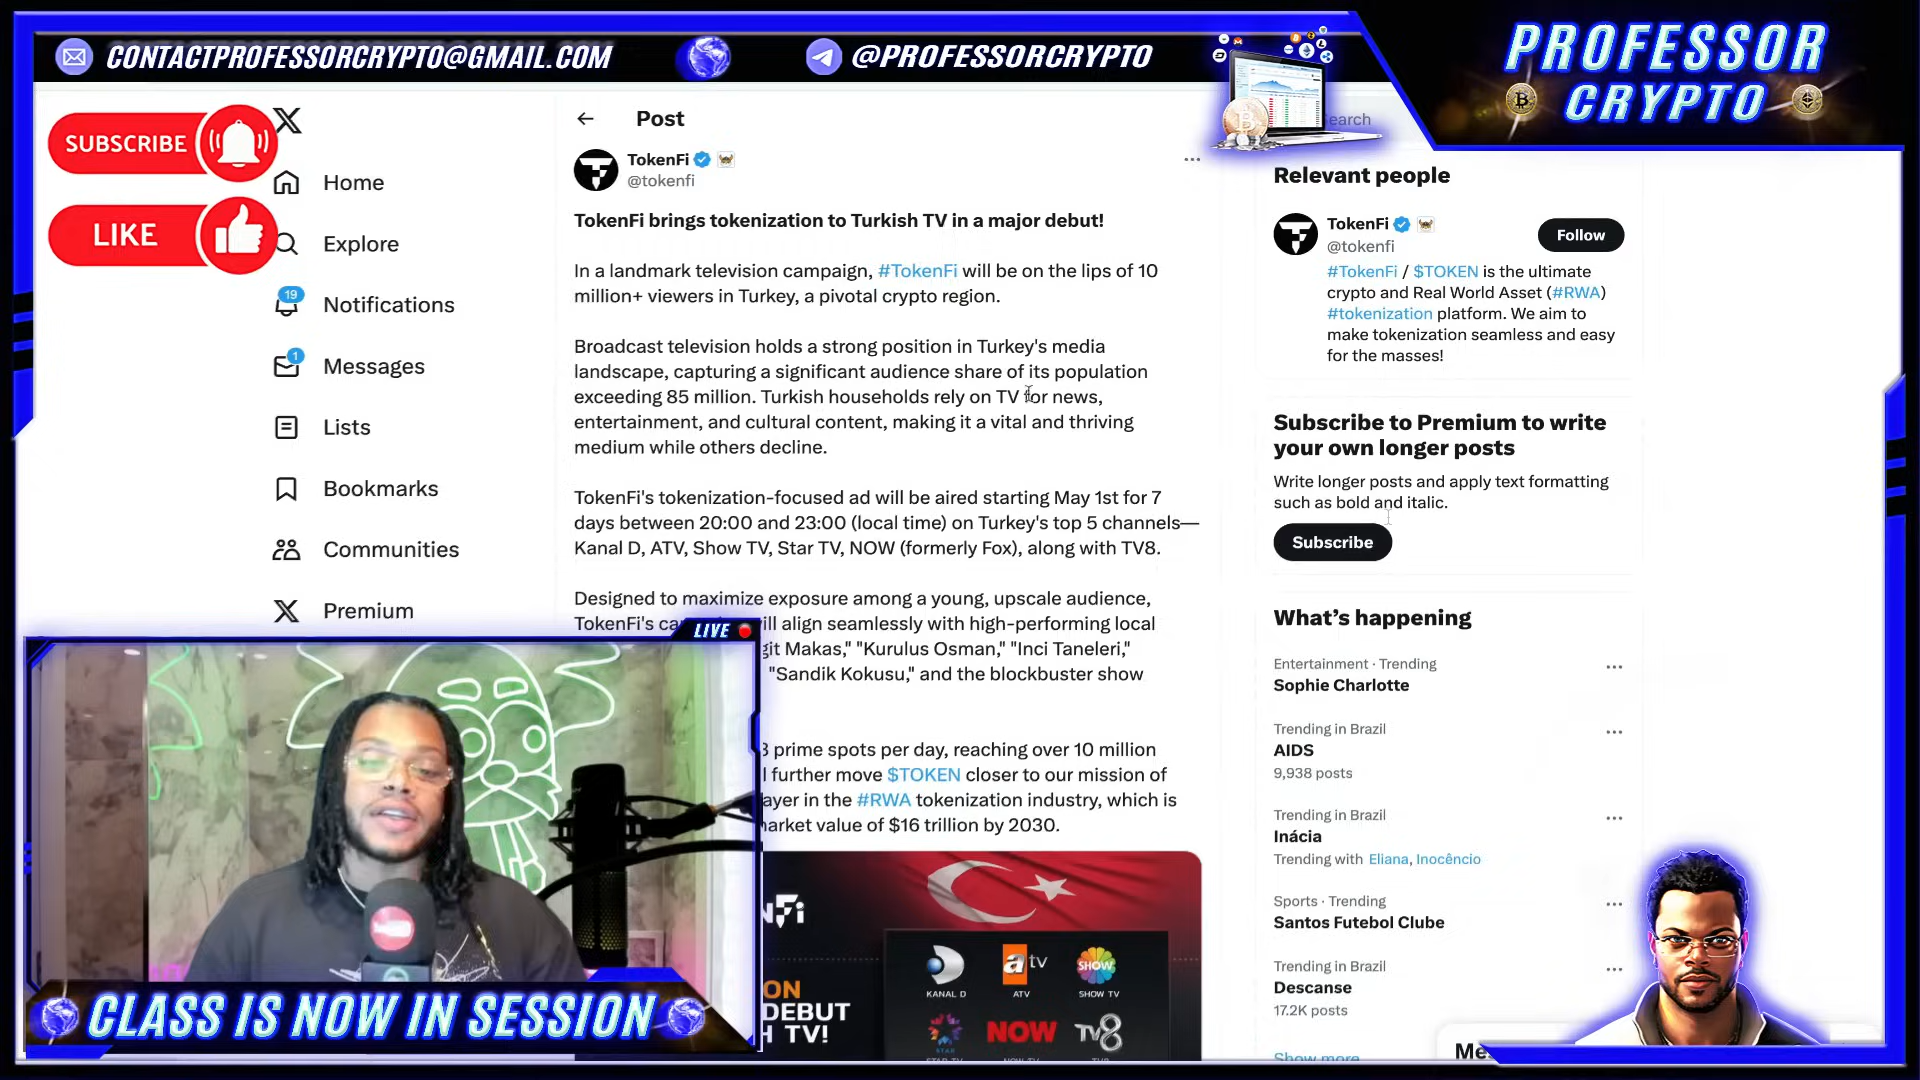 CONTACTPROFESSORCRYPTO@GMAIL.COM
@PROFESSORCRYPTO
PROFESSOR
CRYPTO
SUBSCRIBE
LIKE
Home
Explore
19
Notifications
1
Messages
Lists
Bookmarks
Communities
Premium
Post
TokenFi
@tokenfi
TokenFi brings tokenization to Turkish TV in a major debut!
In a landmark television campaign, #TokenFi will be on the lips of 10
million+ viewers in Turkey, a pivotal crypto region.
Broadcast television holds a strong position in Turkey's media
landscape, capturing a significant audience share of its population
exceeding 85 million. Turkish households rely on TV for news,
entertainment, and cultural content, making it a vital and thriving
medium while others decline.
TokenFi's tokenization-focused ad will be aired starting May 1st for 7
days between 20:00 and 23:00 (local time) on Turkey's top 5 channels—
Kanal D, ATV, Show TV, Star TV, NOW (formerly Fox), along with TV8.
Designed to maximize exposure among a young, upscale audience,
TokenFi's will align seamlessly with high-performing local
Makas," "Kurulus Osman," "Inci Taneleri,"
"Sandik Kokusu," and the blockbuster show
prime spots per day, reaching over 10 million
further move $TOKEN closer to our mission of
in the #RWA tokenization industry, which is
value of $16 trillion by 2030.
KANAL D
ATV
SHOW TV
atv
SHOW
DEBUT
TV!
STAR
NOW
TV8
Search
Relevant people
TokenFi
@tokenfi
Follow
#TokenFi / $TOKEN is the ultimate
crypto and Real World Asset (#RWA)
#tokenization platform. We aim to
make tokenization seamless and easy
for the masses!
Subscribe to Premium to write
your own longer posts
Write longer posts and apply text formatting
such as bold and italic.
Subscribe
What's happening
Entertainment · Trending
Sophie Charlotte
Trending in Brazil
AIDS
9,938 posts
Trending in Brazil
Inácia
Trending with Eliana, Inocêncio
Sports · Trending
Santos Futebol Clube
Trending in Brazil
Descanse
17.2K posts
Show more
LIVE
CLASS IS NOW IN SESSION